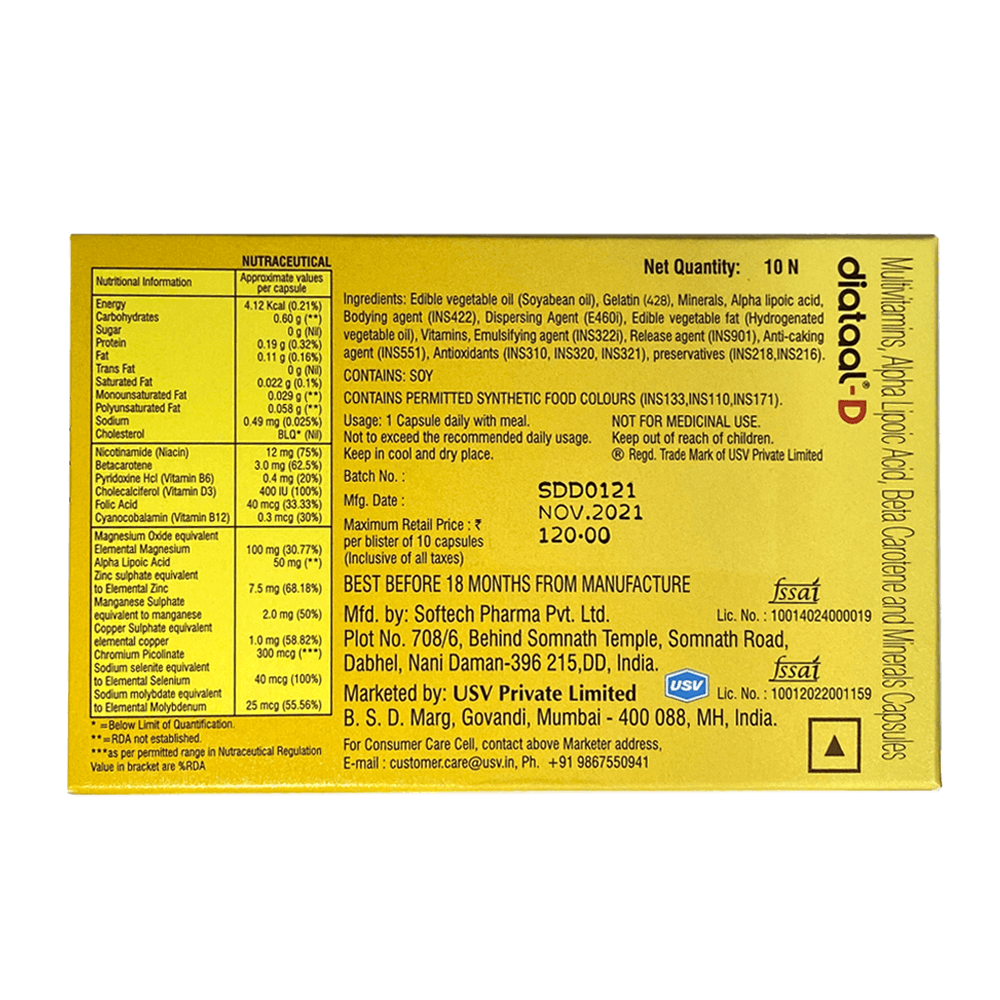 NUTRACEUTICAL
Nutritional Information Approximate values per capsule
Energy 4.12 Kcal (0.21%)
Carbohydrates 0.60 g (**)
Sugar 0 g (Nil)
Protein 0.19 g (0.32%)
Fat 0.11 g (0.16%)
Trans Fat 0 g (Nil)
Saturated Fat 0.022 g (0.1%)
Monounsaturated Fat 0.029 g (**)
Polyunsaturated Fat 0.058 g (**)
Sodium 0.49 mg (0.025%)
Cholesterol BLQ* (Nil)
Nicotinamide (Niacin) 12 mg (75%)
Betacarotene 3.0 mg (62.5%)
Pyridoxine Hcl (Vitamin B6) 0.4 mg (20%)
Cholecalciferol (Vitamin D3) 400 IU (100%)
Folic Acid 40 mcg (33.33%)
Cyanocobalamin (Vitamin B12) 0.3 mcg (30%)
Magnesium Oxide equivalent
Elemental Magnesium 100 mg (30.77%)
Alpha Lipoic Acid 50 mg (**)
Zinc sulphate equivalent
to Elemental Zinc 7.5 mg (68.18%)
Manganese Sulphate
equivalent to manganese 2.0 mg (50%)
Copper Sulphate equivalent
elemental copper 1.0 mg (58.82%)
Chromium Picolinate 300 mcg (***)
Sodium selenite equivalent
to Elemental Selenium 40 mcg (100%)
Sodium molybdate equivalent
to Elemental Molybdenum 25 mcg (55.56%)
* =Below Limit of Quantification.
**=RDA not established.
***as per permitted range in Nutraceutical Regulation
Value in bracket are %RDA
Net Quantity: 10 N
Ingredients: Edible vegetable oil (Soyabean oil), Gelatin (428), Minerals, Alpha lipoic acid,
Bodying agent (INS422), Dispersing Agent (E460i), Edible vegetable fat (Hydrogenated
vegetable oil), Vitamins, Emulsifying agent (INS322i), Release agent (INS901), Anti-caking
agent (INS551), Antioxidants (INS310, INS320, INS321), preservatives (INS218,INS216).
CONTAINS: SOY
CONTAINS PERMITTED SYNTHETIC FOOD COLOURS (INS133,INS110,INS171).
Usage: 1 Capsule daily with meal.
Not to exceed the recommended daily usage.
Keep in cool and dry place.
NOT FOR MEDICINAL USE.
Keep out of reach of children.
® Regd. Trade Mark of USV Private Limited
Batch No. : SDD0121
Mfg. Date : NOV.2021
Maximum Retail Price : ₹ 120.00
per blister of 10 capsules
(Inclusive of all taxes)
BEST BEFORE 18 MONTHS FROM MANUFACTURE
Mfd. by: Softech Pharma Pvt. Ltd.
Plot No. 708/6, Behind Somnath Temple, Somnath Road,
Dabhel, Nani Daman-396 215,DD, India.
fssai
Lic. No. : 10014024000019
Marketed by: USV Private Limited
B. S. D. Marg, Govandi, Mumbai - 400 088, MH, India.
USV
fssai
Lic. No. : 10012022001159
For Consumer Care Cell, contact above Marketer address,
E-mail : customer.care@usv.in, Ph. +91 9867550941
diataal®-D
Multivitamins, Alpha Lipoic Acid, Beta Carotene and Minerals Capsules